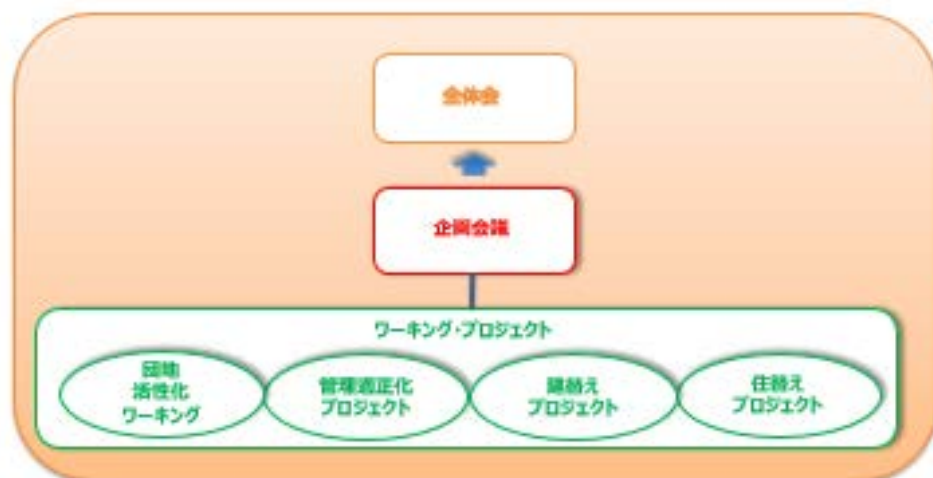 全体会
企画会議
ワーキング・プロジェクト
団地
活性化
ワーキング
管理適正化
プロジェクト
建替え
プロジェクト
住替え
プロジェクト